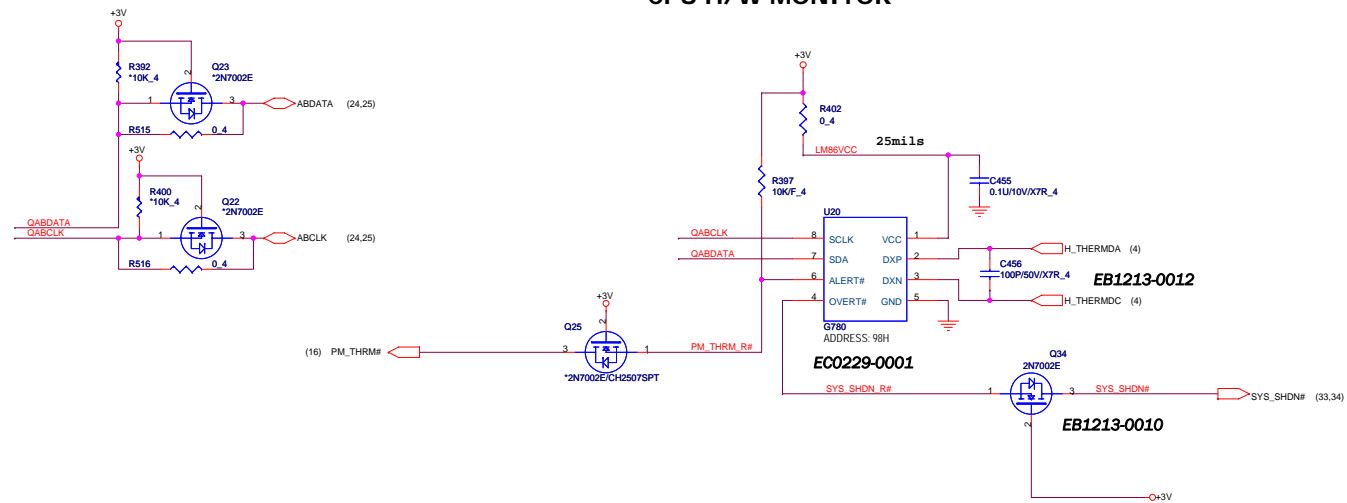 +3V
R392
*10K_4
Q23
*2N7002E
2
1
3
ABDATA (24,25)
R515
0_4
+3V
R400
*10K_4
Q22
*2N7002E
2
QABDATA
QABCLK
1
3
ABCLK (24,25)
R516
0_4
+3V
R402
0_4
25mils
LM86VCC
R397
10K/F_4
C455
0.1U/10V/X7R_4
U20
QABCLK
8
SCLK
VCC
1
QABDATA
7
SDA
DXP
2
H_THERMDA (4)
C456
100P/50V/X7R_4
EB1213-0012
6
ALERT#
DXN
3
4
OVERT#
GND
5
H_THERMDC (4)
G780
ADDRESS: 98H
EC0229-0001
+3V
Q25
2
(16) PM_THRM#
3
1
PM_THRM_R#
*2N7002E/CH2507SPT
Q34
2N7002E
SYS_SHDN_R#
1
3
SYS_SHDN#
SYS_SHDN# (33,34)
2
EB1213-0010
+3V